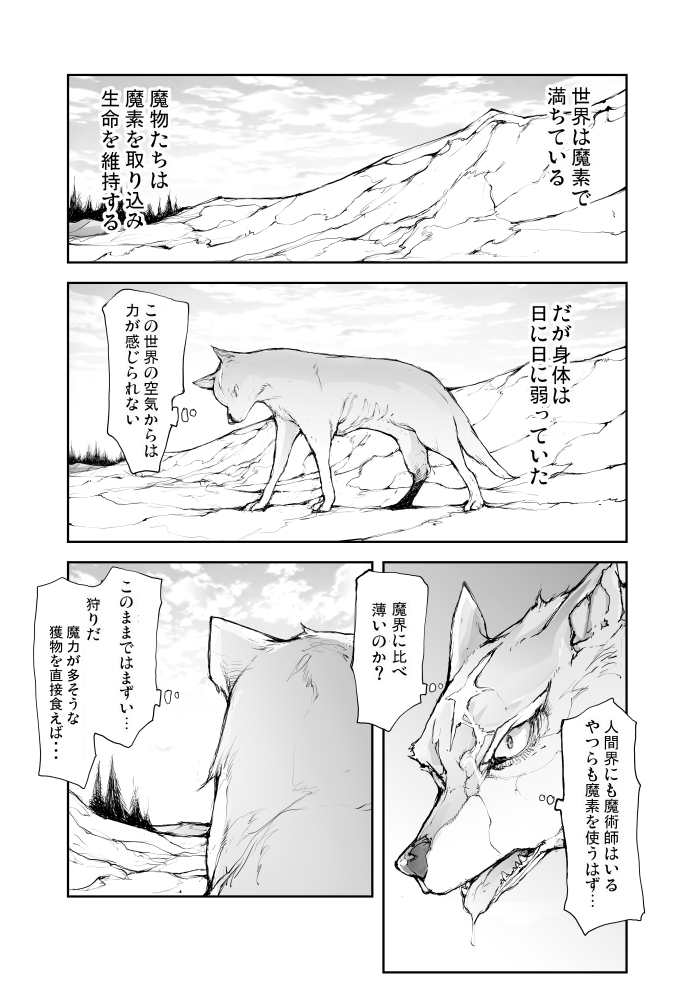 世界は魔素で
満ちている
魔物たちは
魔素を取り込み
生命を維持する
だが身体は
日に日に弱っていた
この世界の空気からは
力が感じられない
人間界にも魔術師はいる
やつらも魔素を使うはず…
魔界に比べ
薄いのか？
このままではまずい…
狩りだ
魔力が多そうな
獲物を直接食えば・・・